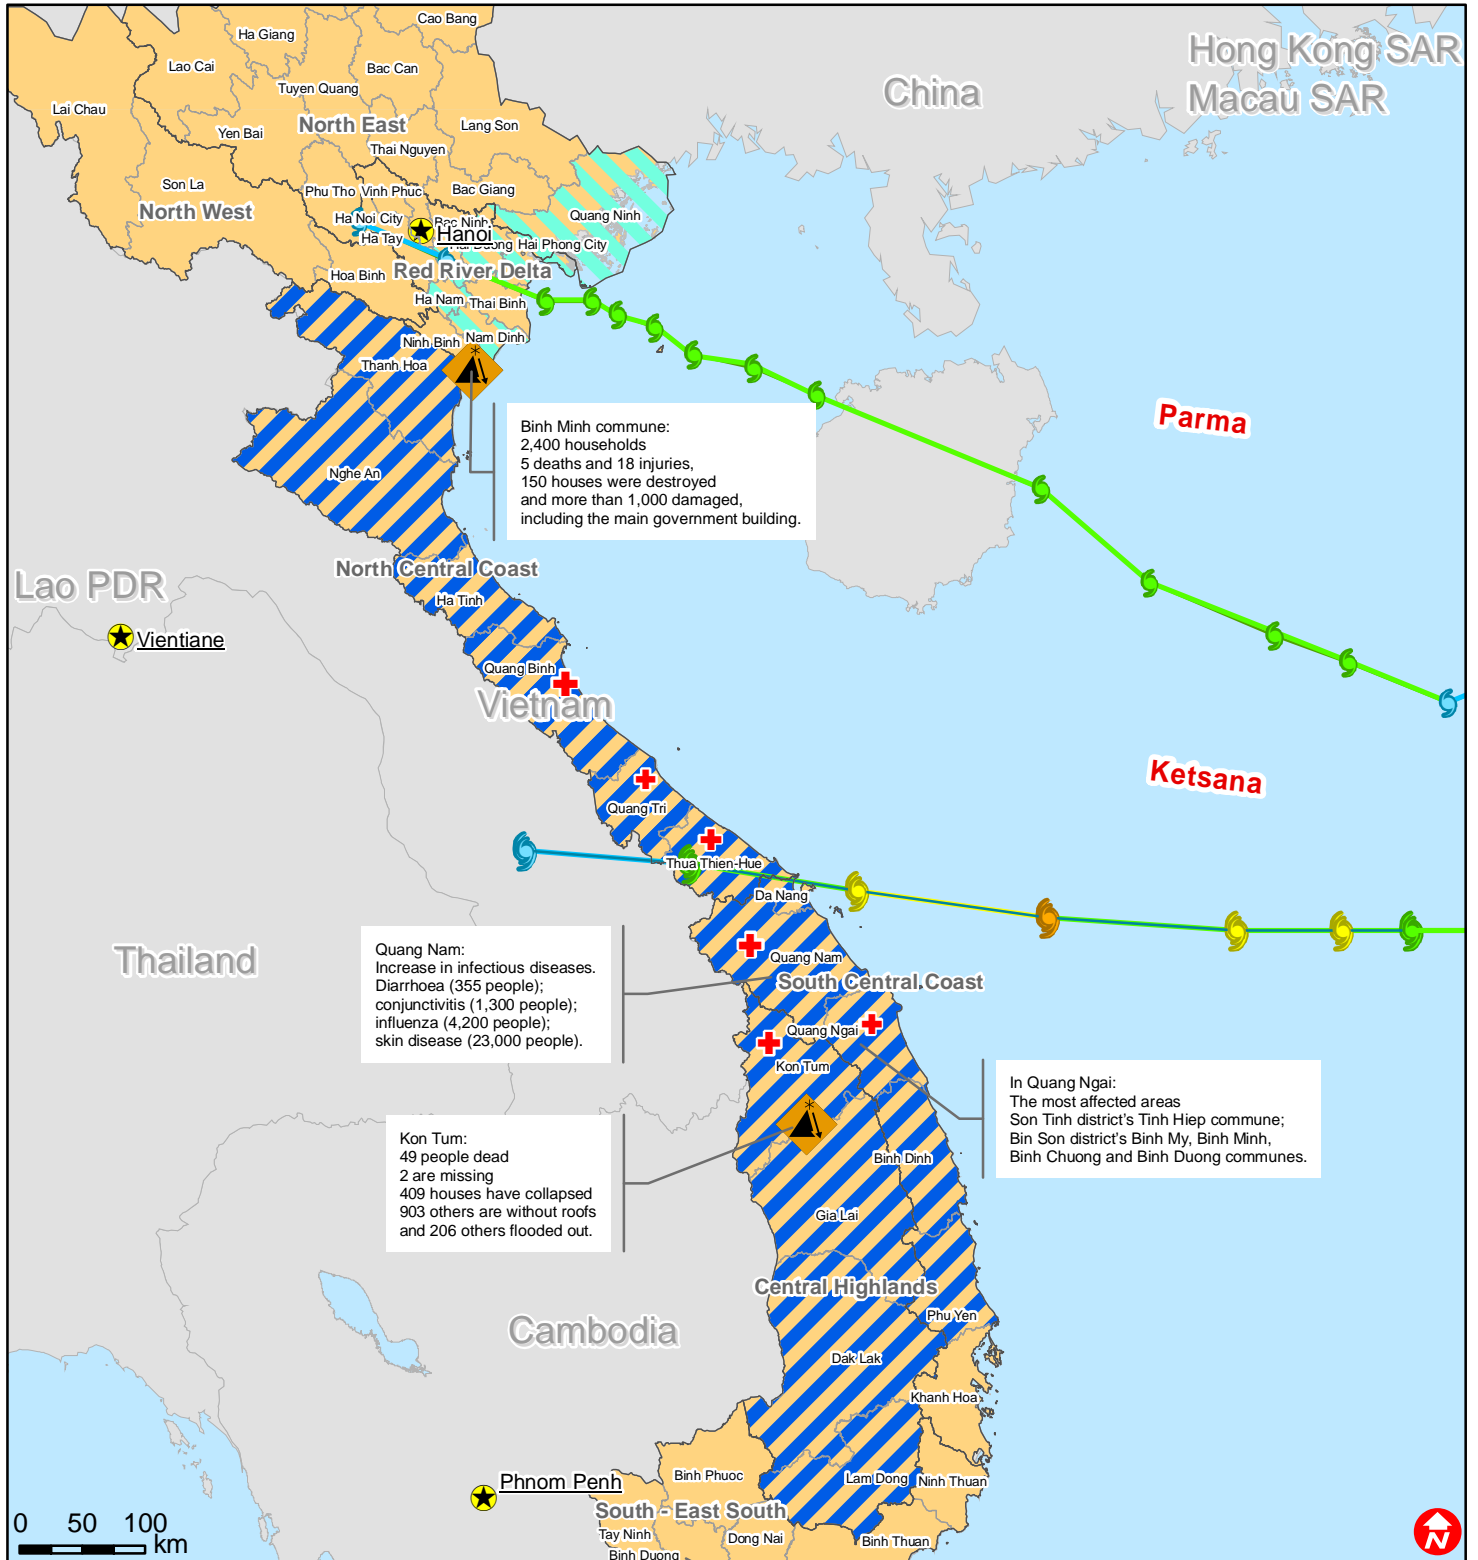 Cao Bang
Ha Giang
Hong Kong SAR
Lao Cai
Bac Can
China
Macau SAR
Tuyen Quang
Lai Chau
North East
Lang Son
Yen Bai
Thai Nguyen
Son La
Phu Tho
Vinh Phuc
Bac Giang
North West
Quang Ninh
Ha Noi City
Bac Ninh
Hanoi
Ha Tay
Hai Duong
Hai Phong City
Hoa Binh
Red River Delta
Ha Nam
Thai Binh
Ninh Binh
Nam Dinh
Thanh Hoa
Parma
Binh Minh commune:
2,400 households
5 deaths and 18 injuries,
150 houses were destroyed
and more than 1,000 damaged,
including the main government building.
Nghe An
North Central Coast
Lao PDR
Ha Tinh
Vientiane
Quang Binh
Vietnam
Ketsana
Quang Tri
Thua Thien-Hue
Da Nang
Thailand
Quang Nam:
Increase in infectious diseases.
Diarrhoea (355 people);
conjunctivitis (1,300 people);
influenza (4,200 people);
skin disease (23,000 people).
Quang Nam
South Central Coast
Quang Ngai
Kon Tum
In Quang Ngai:
The most affected areas
Son Tinh district's Tinh Hiep commune;
Bin Son district's Binh My, Binh Minh,
Binh Chuong and Binh Duong communes.
Kon Tum:
49 people dead
2 are missing
409 houses have collapsed
903 others are without roofs
and 206 others flooded out.
Binh Dinh
Gia Lai
Central Highlands
Phu Yen
Cambodia
Dak Lak
Khanh Hoa
Binh Phuoc
Lam Dong
Ninh Thuan
Phnom Penh
South - East South
Tay Ninh
Dong Nai
Binh Thuan
Binh Duong
0 50 100
km
N